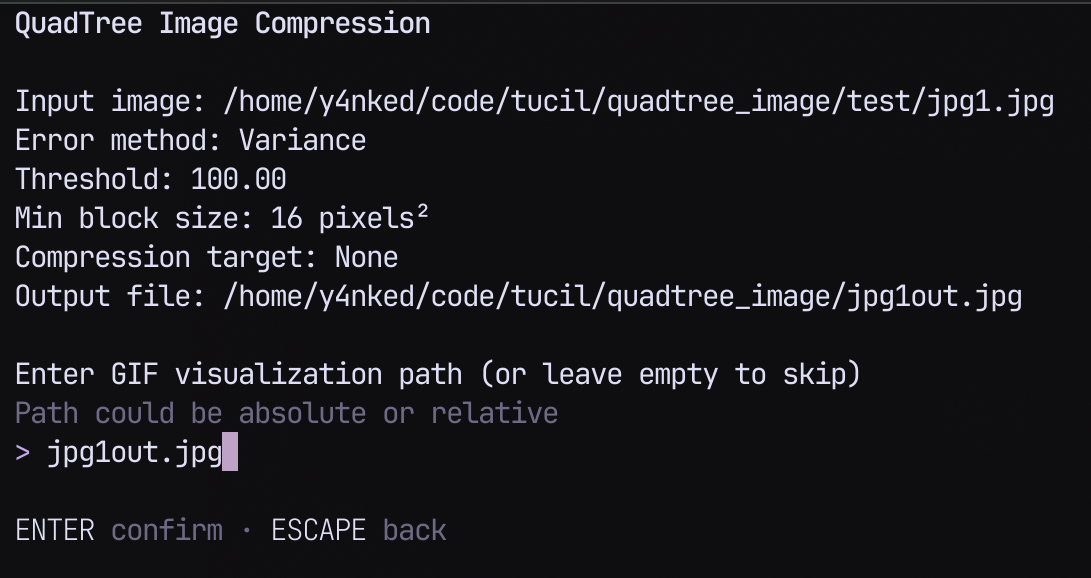 QuadTree Image Compression
Input image: /home/y4nked/code/tucil/quadtree_image/test/jpg1.jpg
Error method: Variance
Threshold: 100.00
Min block size: 16 pixels²
Compression target: None
Output file: /home/y4nked/code/tucil/quadtree_image/jpg1out.jpg
Enter GIF visualization path (or leave empty to skip)
Path could be absolute or relative
> jpg1out.jpg
ENTER confirm · ESCAPE back